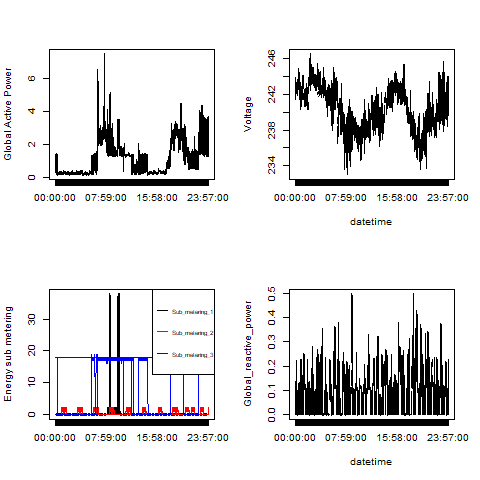 Global Active Power
0 2 4 6
00:00:00 07:59:00 15:58:00 23:57:00
Voltage
234 238 242 246
00:00:00 07:59:00 15:58:00 23:57:00
datetime
Energy sub metering
0 10 20 30
Sub_metering_1
Sub_metering_2
Sub_metering_3
00:00:00 07:59:00 15:58:00 23:57:00
Global_reactive_power
0.0 0.1 0.2 0.3 0.4 0.5
00:00:00 07:59:00 15:58:00 23:57:00
datetime